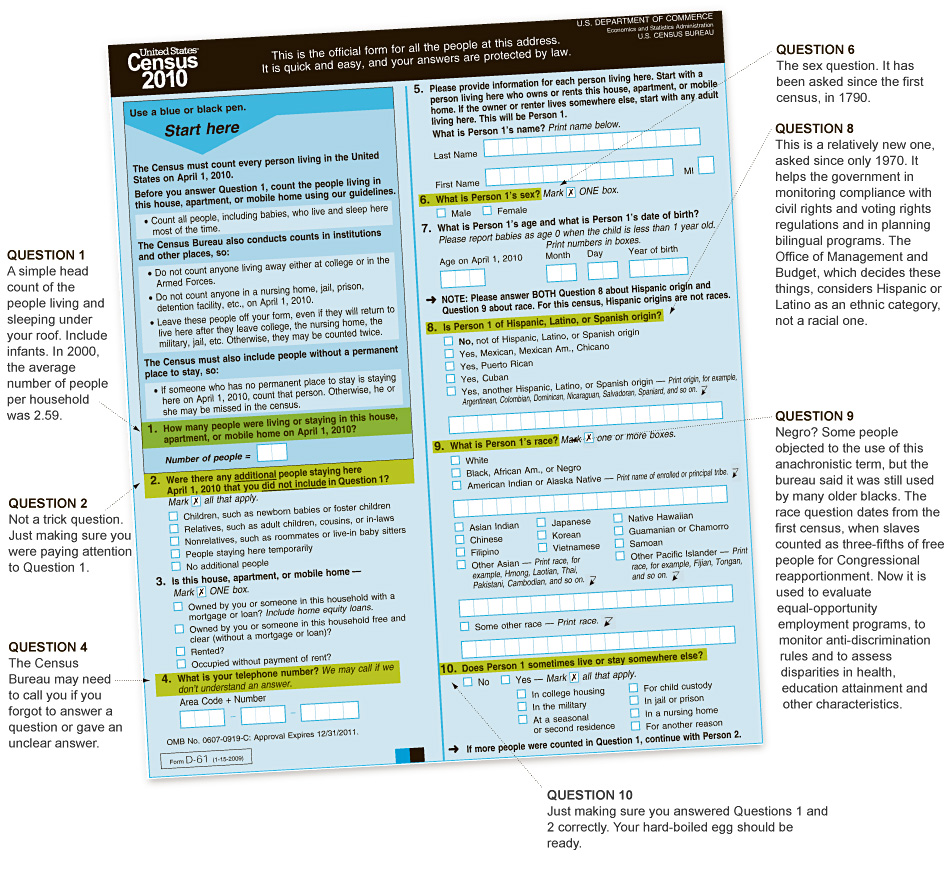 QUESTION 1
A simple head
count of the
people living and
sleeping under
your roof. Include
infants. In 2000,
the average
number of people
per household
was 2.59.
QUESTION 2
Not a trick question.
Just making sure you
were paying attention
to Question 1.
QUESTION 4
The Census
Bureau may need
to call you if you
forgot to answer a
question or gave an
unclear answer.
United States
Census
2010
This is the official form for all the people at this address.
It is quick and easy, and your answers are protected by law.
U.S. DEPARTMENT OF COMMERCE
Economics and Statistics Administration
U.S. CENSUS BUREAU
Use a blue or black pen.
Start here
The Census must count every person living in the United
States on April 1, 2010.
Before you answer Question 1, count the people living in
this house, apartment, or mobile home using our guidelines.
• Count all people, including babies, who live and sleep here
most of the time.
The Census Bureau also conducts counts in institutions
and other places, so:
• Do not count anyone living away either at college or in the
Armed Forces.
• Do not count anyone in a nursing home, jail, prison,
detention facility, etc., on April 1, 2010.
• Leave these people off your form, even if they will return to
live here after they leave college, the nursing home, the
military, jail, etc. Otherwise, they may be counted twice.
The Census must also include people without a permanent
place to stay, so:
• If someone who has no permanent place to stay is staying
here on April 1, 2010, count that person. Otherwise, he or
she may be missed in the census.
1. How many people were living or staying in this house,
apartment, or mobile home on April 1, 2010?
Number of people =
2. Were there any additional people staying here
April 1, 2010 that you did not include in Question 1?
Mark X all that apply.
Children, such as newborn babies or foster children
Relatives, such as adult children, cousins, or in-laws
Nonrelatives, such as roommates or live-in baby sitters
People staying here temporarily
No additional people
3. Is this house, apartment, or mobile home —
Mark X ONE box.
Owned by you or someone in this household with a
mortgage or loan? Include home equity loans.
Owned by you or someone in this household free and
clear (without a mortgage or loan)?
Rented?
Occupied without payment of rent?
4. What is your telephone number? We may call if we
don't understand an answer.
Area Code + Number
– –
OMB No. 0607-0919-C: Approval Expires 12/31/2011.
Form D-61 (1-15-2009)
5. Please provide information for each person living here. Start with a
person living here who owns or rents this house, apartment, or mobile
home. If the owner or renter lives somewhere else, start with any adult
living here. This will be Person 1.
What is Person 1's name? Print name below.
Last Name
First Name MI
6. What is Person 1's sex? Mark X ONE box.
Male Female
7. What is Person 1's age and what is Person 1's date of birth?
Please report babies as age 0 when the child is less than 1 year old.
Print numbers in boxes.
Age on April 1, 2010 Month Day Year of birth
→ NOTE: Please answer BOTH Question 8 about Hispanic origin and
Question 9 about race. For this census, Hispanic origins are not races.
8. Is Person 1 of Hispanic, Latino, or Spanish origin?
No, not of Hispanic, Latino, or Spanish origin
Yes, Mexican, Mexican Am., Chicano
Yes, Puerto Rican
Yes, Cuban
Yes, another Hispanic, Latino, or Spanish origin — Print origin, for example,
Argentinean, Colombian, Dominican, Nicaraguan, Salvadoran, Spaniard, and so on.
9. What is Person 1's race? Mark X one or more boxes.
White
Black, African Am., or Negro
American Indian or Alaska Native — Print name of enrolled or principal tribe.
Asian Indian Japanese Native Hawaiian
Chinese Korean Guamanian or Chamorro
Filipino Vietnamese Samoan
Other Asian — Print race, for
example, Hmong, Laotian, Thai,
Pakistani, Cambodian, and so on.
Other Pacific Islander — Print
race, for example, Fijian, Tongan,
and so on.
Some other race — Print race.
10. Does Person 1 sometimes live or stay somewhere else?
No Yes — Mark X all that apply.
In college housing For child custody
In the military In jail or prison
At a seasonal
or second residence
In a nursing home
For another reason
→ If more people were counted in Question 1, continue with Person 2.
QUESTION 6
The sex question. It has
been asked since the first
census, in 1790.
QUESTION 8
This is a relatively new one,
asked since only 1970. It
helps the government in
monitoring compliance with
civil rights and voting rights
regulations and in planning
bilingual programs. The
Office of Management and
Budget, which decides these
things, considers Hispanic or
Latino as an ethnic category,
not a racial one.
QUESTION 9
Negro? Some people
objected to the use of this
anachronistic term, but the
bureau said it was still used
by many older blacks. The
race question dates from the
first census, when slaves
counted as three-fifths of free
people for Congressional
reapportionment. Now it is
used to evaluate
equal-opportunity
employment programs, to
monitor anti-discrimination
rules and to assess
disparities in health,
education attainment and
other characteristics.
QUESTION 10
Just making sure you answered Questions 1 and
2 correctly. Your hard-boiled egg should be
ready.